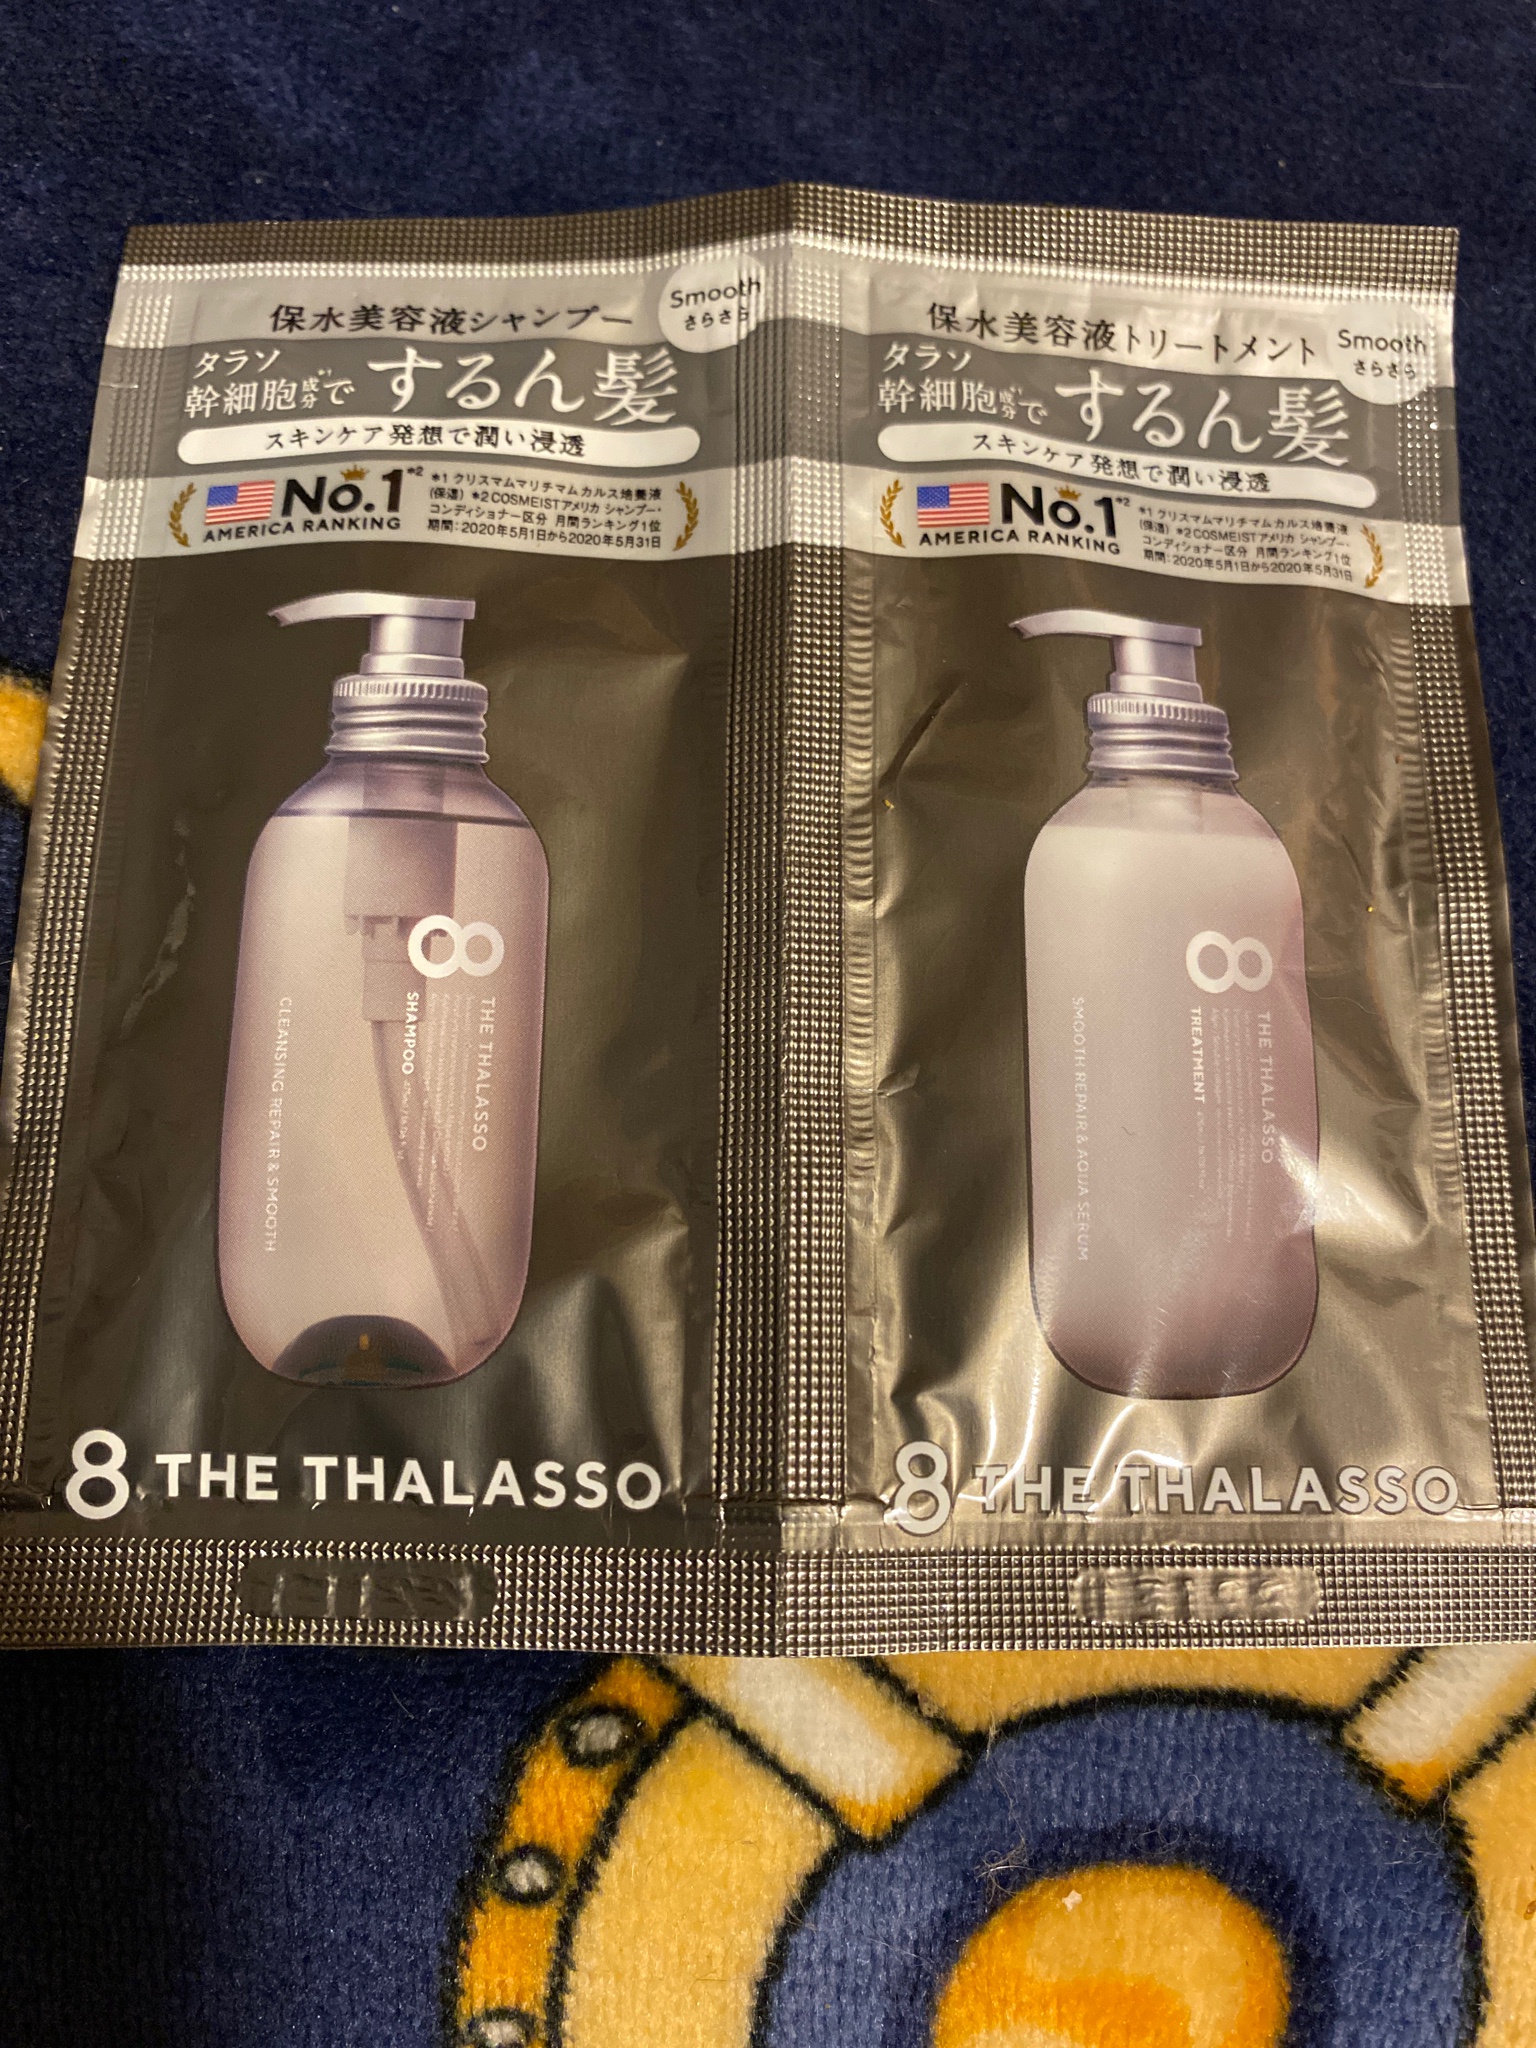 保水美容液シャンプー
Smooth
さらさら
タラソ
幹細胞成分*1で するん髪
スキンケア発想で潤い浸透
No.1*2
AMERICA RANKING
*1 クリスマムマリチマムカルス培養液
(保湿) *2 COSMEISTアメリカ シャンプー・
コンディショナー区分 月間ランキング1位
期間:2020年5月1日から2020年5月31日
8
THE THALASSO
SHAMPOO
CLEANSING REPAIR & SMOOTH
8 THE THALASSO
保水美容液トリートメント
Smooth
さらさら
タラソ
幹細胞成分*1で するん髪
スキンケア発想で潤い浸透
No.1*2
AMERICA RANKING
*1 クリスマムマリチマムカルス培養液
(保湿) *2 COSMEISTアメリカ シャンプー・
コンディショナー区分 月間ランキング1位
期間:2020年5月1日から2020年5月31日
8
THE THALASSO
TREATMENT
SMOOTH REPAIR & AQUA SERUM
8 THE THALASSO